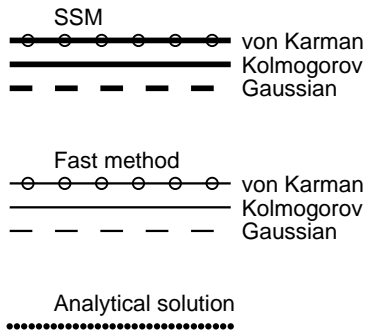 SSM
von Karman
Kolmogorov
Gaussian
Fast method
von Karman
Kolmogorov
Gaussian
Analytical solution